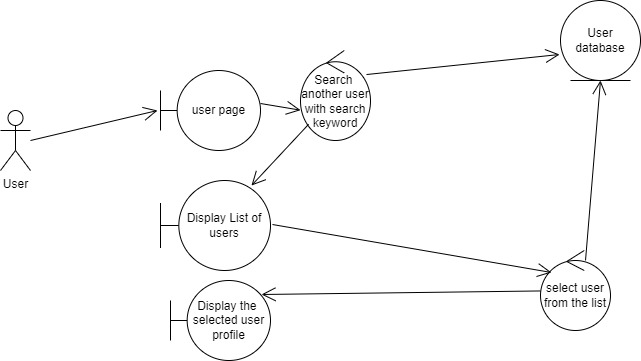 User
database
Search
another user
with search
keyword
user page
User
Display List of
users
select user
from the list
Display the
selected user
profile